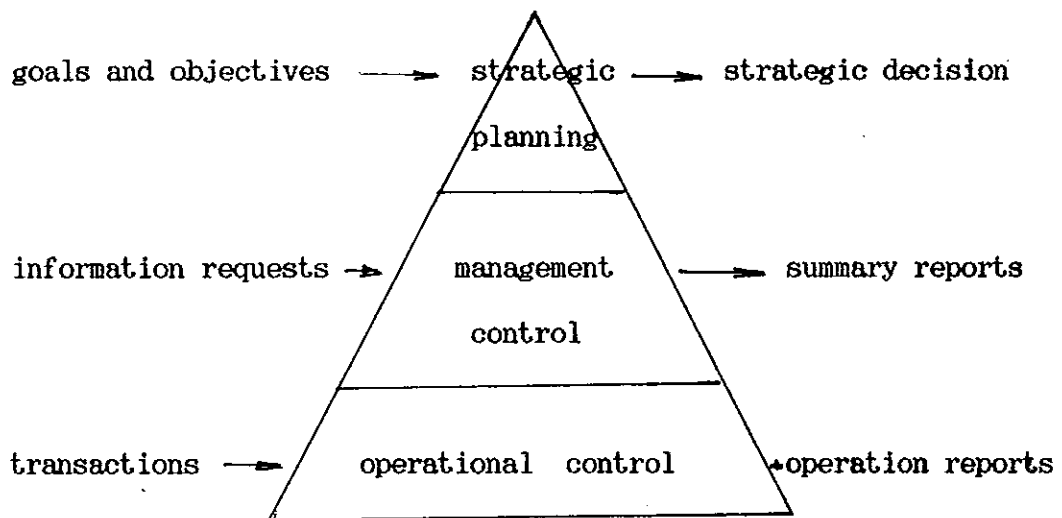 goals and objectives strategic strategic decision
planning
information requests management summary reports
control
transactions operational control operation reports